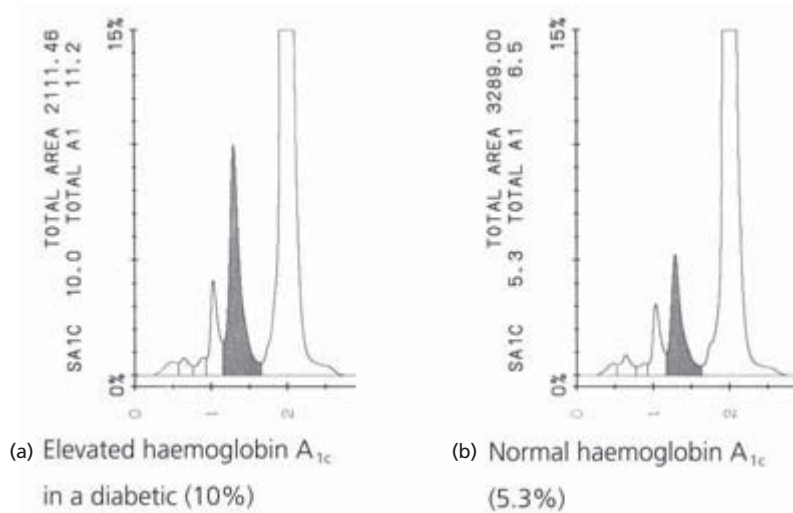 TOTAL AREA 2111.46
SA1C 10.0 TOTAL A1 11.2
15%
0%
0 1 2
(a) Elevated haemoglobin A1c
in a diabetic (10%)
TOTAL AREA 3289.00
SA1C 5.3 TOTAL A1 6.5
15%
0%
0 1 2
(b) Normal haemoglobin A1c
(5.3%)